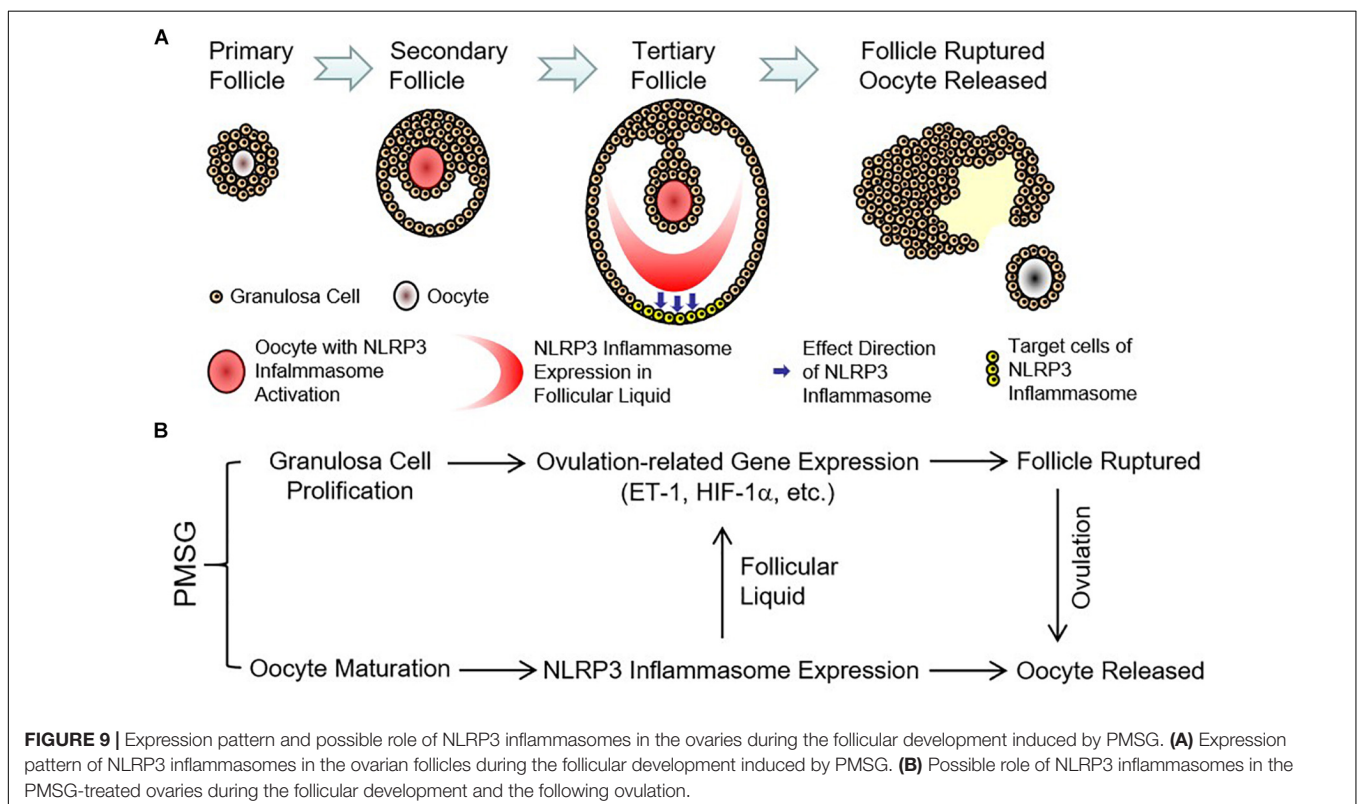 A
Primary
Follicle
Secondary
Follicle
Tertiary
Follicle
Follicle Ruptured
Oocyte Released
Granulosa Cell
Oocyte
Oocyte with NLRP3
Infalmmasome
Activation
NLRP3 Inflammasome
Expression in
Follicular Liquid
Effect Direction
of NLRP3
Inflammasome
Target cells of
NLRP3
Inflammasome
B
PMSG
Granulosa Cell
Prolification
Ovulation-related Gene Expression
(ET-1, HIF-1α, etc.)
Follicle Ruptured
Follicular
Liquid
Ovulation
Oocyte Maturation
NLRP3 Inflammasome Expression
Oocyte Released
FIGURE 9 | Expression pattern and possible role of NLRP3 inflammasomes in the ovaries during the follicular development induced by PMSG. (A) Expression
pattern of NLRP3 inflammasomes in the ovarian follicles during the follicular development induced by PMSG. (B) Possible role of NLRP3 inflammasomes in the
PMSG-treated ovaries during the follicular development and the following ovulation.